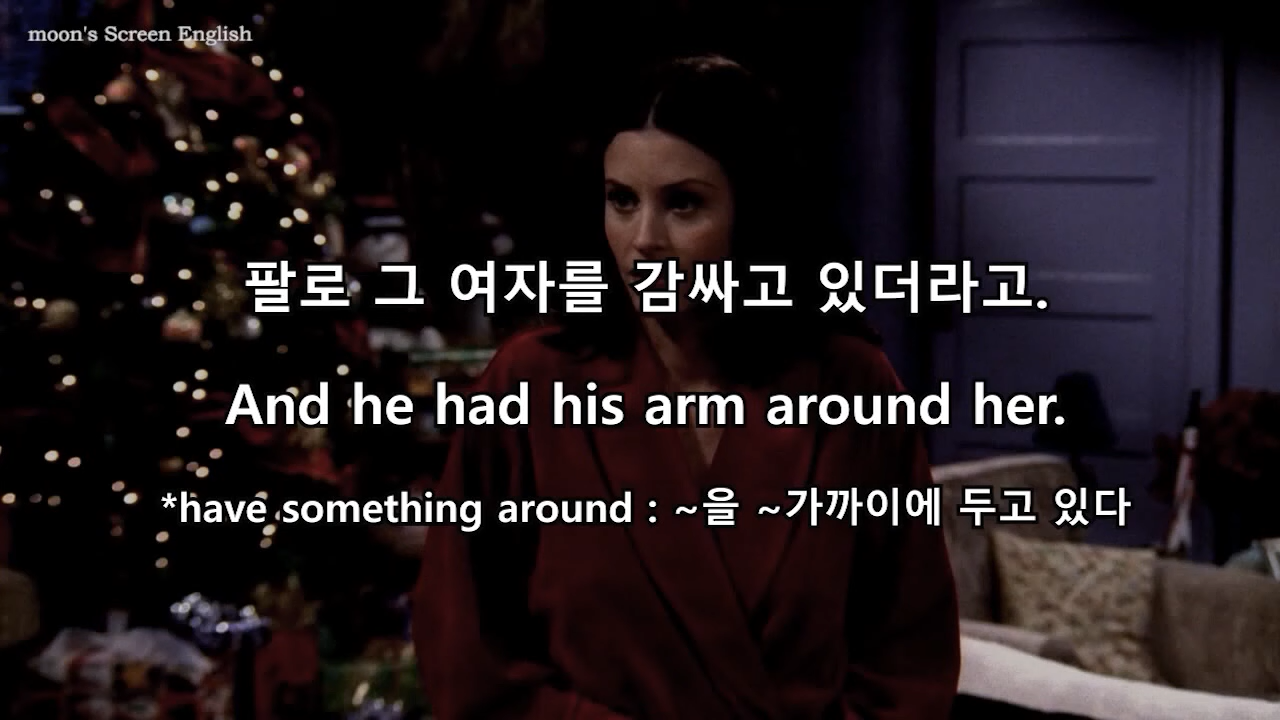 moon's Screen English
팔로 그 여자를 감싸고 있더라고.
And he had his arm around her.
*have something around : ~을 ~가까이에 두고 있다